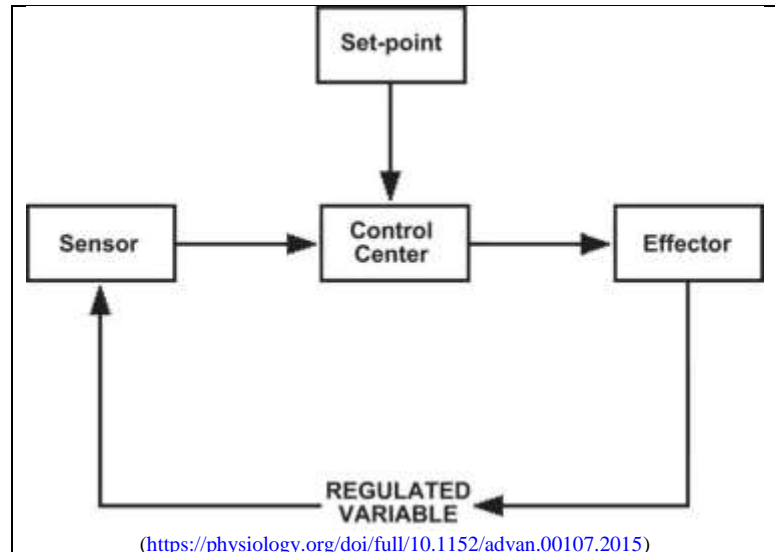 Set-point
Sensor
Control
Center
Effector
REGULATED
VARIABLE
(https://physiology.org/doi/full/10.1152/advan.00107.2015)